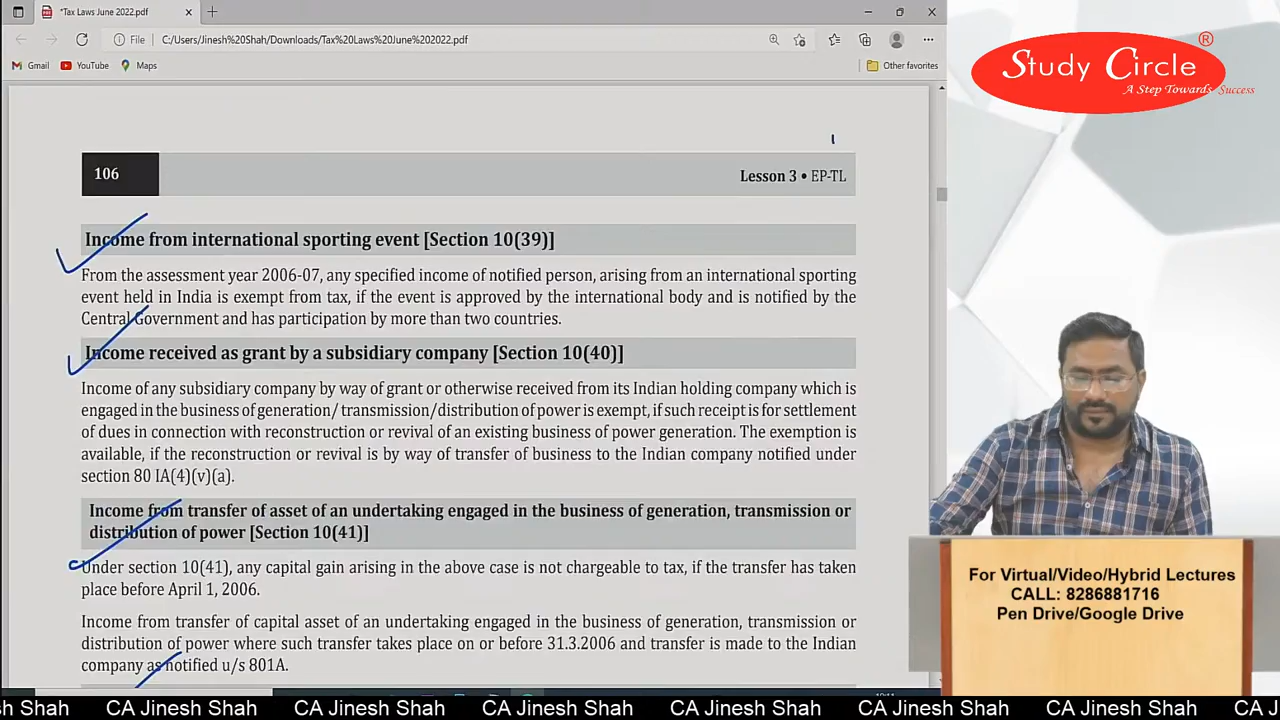 *Tax Laws June 2022.pdf
File
C:/Users/Jinesh%20Shah/Downloads/Tax%20Laws%20June%202022.pdf
Gmail
YouTube
Maps
Other favorites
Study Circle ®
A Step Towards Success
106
Lesson 3 • EP-TL
Income from international sporting event [Section 10(39)]
From the assessment year 2006-07, any specified income of notified person, arising from an international sporting
event held in India is exempt from tax, if the event is approved by the international body and is notified by the
Central Government and has participation by more than two countries.
Income received as grant by a subsidiary company [Section 10(40)]
Income of any subsidiary company by way of grant or otherwise received from its Indian holding company which is
engaged in the business of generation/ transmission/distribution of power is exempt, if such receipt is for settlement
of dues in connection with reconstruction or revival of an existing business of power generation. The exemption is
available, if the reconstruction or revival is by way of transfer of business to the Indian company notified under
section 80 IA(4)(v)(a).
Income from transfer of asset of an undertaking engaged in the business of generation, transmission or
distribution of power [Section 10(41)]
Under section 10(41), any capital gain arising in the above case is not chargeable to tax, if the transfer has taken
place before April 1, 2006.
Income from transfer of capital asset of an undertaking engaged in the business of generation, transmission or
distribution of power where such transfer takes place on or before 31.3.2006 and transfer is made to the Indian
company as notified u/s 801A.
For Virtual/Video/Hybrid Lectures
CALL: 8286881716
Pen Drive/Google Drive
esh Shah CA Jinesh Shah CA Jinesh Shah CA Jinesh Shah CA Jinesh Shah CA Jinesh Shah CA J